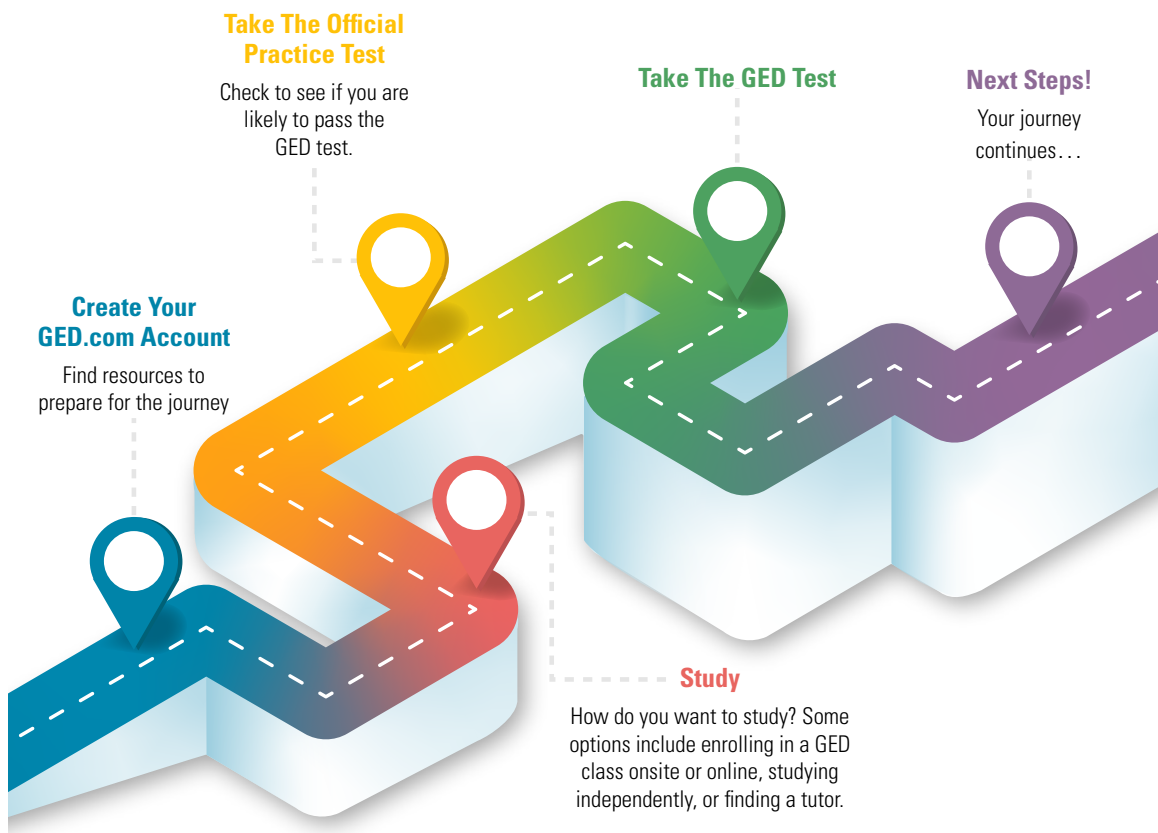 Take The Official
Practice Test
Check to see if you are
likely to pass the
GED test.
Take The GED Test
Next Steps!
Your journey
continues…
Create Your
GED.com Account
Find resources to
prepare for the journey
Study
How do you want to study? Some
options include enrolling in a GED
class onsite or online, studying
independently, or finding a tutor.